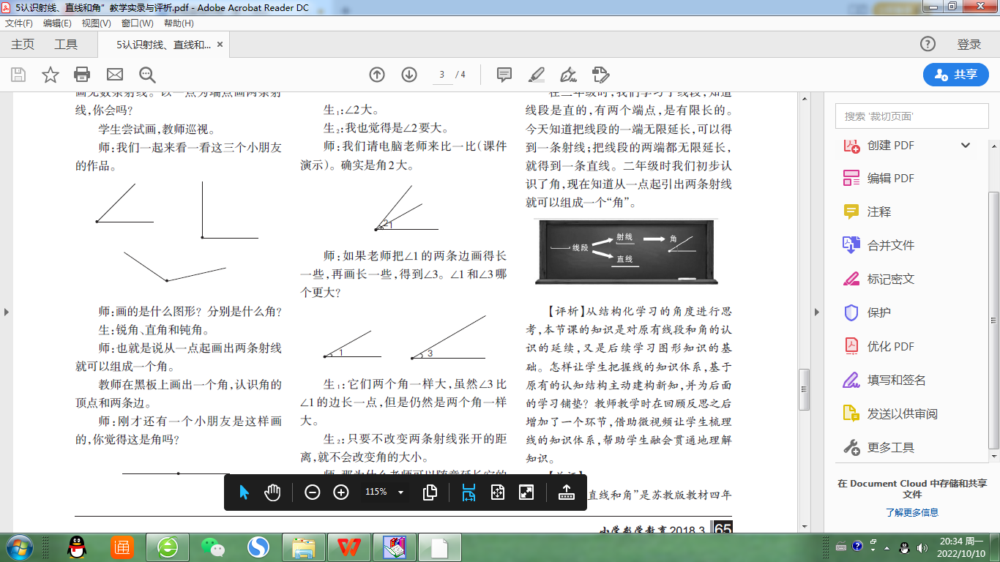 5认识射线、直线和角”教学实录与评析.pdf - Adobe Acrobat Reader DC
文件(F) 编辑(E) 视图(V) 窗口(W) 帮助(H)
主页 工具 5认识射线、直线和... × 登录
3 / 4
共享
画无数条射线。以一点为端点画两条射
线,你会吗?
学生尝试画,教师巡视。
师:我们一起来看一看这三个小朋友
的作品。
师:画的是什么图形? 分别是什么角?
生:锐角、直角和钝角。
师:也就是说从一点起画出两条射线
就可以组成一个角。
教师在黑板上画出一个角,认识角的
顶点和两条边。
师:刚才还有一个小朋友是这样画
的,你觉得这是角吗?
生1:∠2大。
生2:我也觉得是∠2要大。
师:我们请电脑老师来比一比(课件
演示)。确实是角2大。
2
1
师:如果老师把∠1的两条边画得长
一些,再画长一些,得到∠3。∠1和∠3哪
个更大?
1
3
生1:它们两个角一样大,虽然∠3比
∠1的边长一点,但是仍然是两个角一样
大。
生2:只要不改变两条射线张开的距
离,就不会改变角的大小。
师:那为什么老师可以随意延长它的
在二年级时,我们学习了线段,知道
线段是直的,有两个端点,是有限长的。
今天知道把线段的一端无限延长,可以得
到一条射线;把线段的两端都无限延长,
就得到一条直线。二年级时我们初步认
识了角,现在知道从一点起引出两条射线
就可以组成一个“角”。
线段
射线
角
直线
【评析】从结构化学习的角度进行思
考,本节课的知识是对原有线段和角的认
识的延续,又是后续学习图形知识的基
础。怎样让学生把握线的知识体系,基于
原有的认知结构主动建构新知,并为后面
的学习铺垫? 教师教学时在回顾反思之后
增加了一个环节,借助微视频让学生梳理
线的知识体系,帮助学生融会贯通地理解
知识。
直线和角”是苏教版教材四年
小学数学教育 2018.3 65
115%
搜索 '裁切页面'
创建 PDF
编辑 PDF
注释
合并文件
标记密文
保护
优化 PDF
填写和签名
发送以供审阅
更多工具
在 Document Cloud 中存储和共享
文件
了解更多信息
20:34 周一
2022/10/10